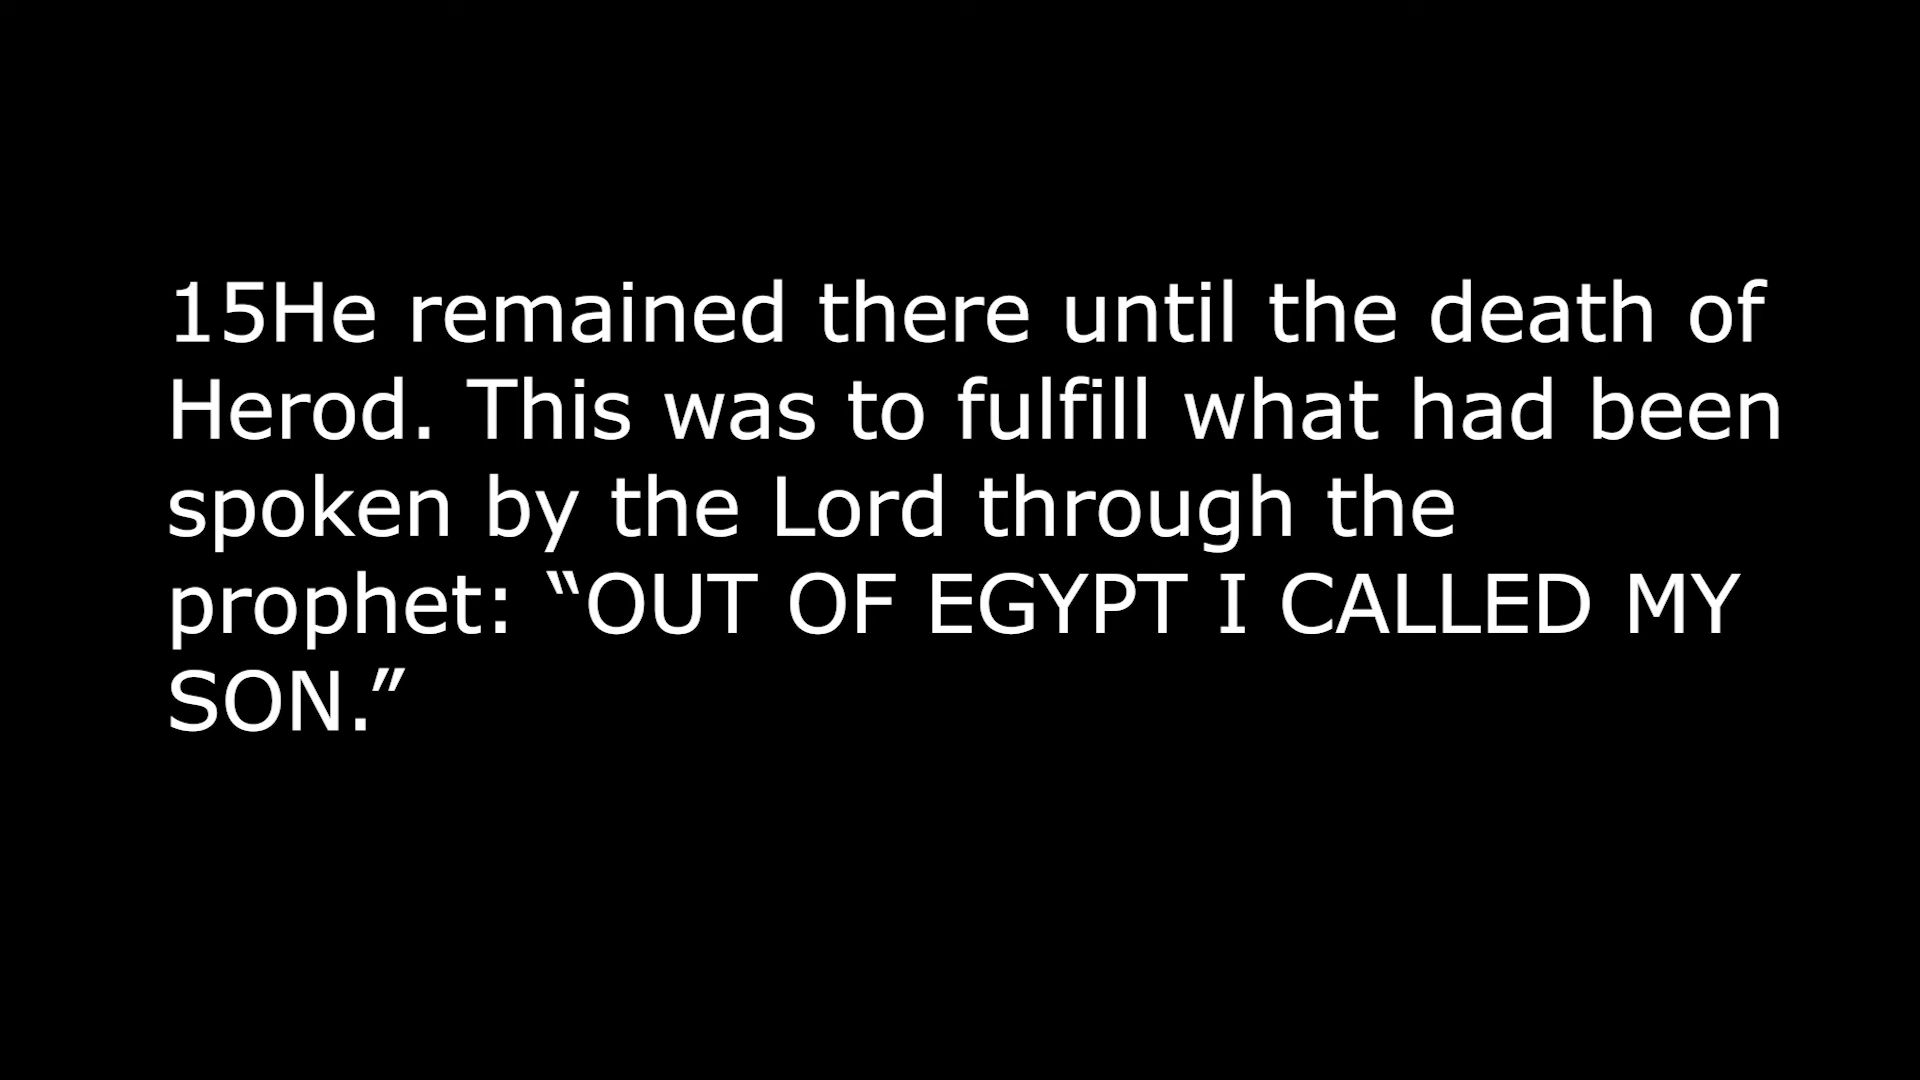 15He remained there until the death of
Herod. This was to fulfill what had been
spoken by the Lord through the
prophet: “OUT OF EGYPT I CALLED MY
SON.”